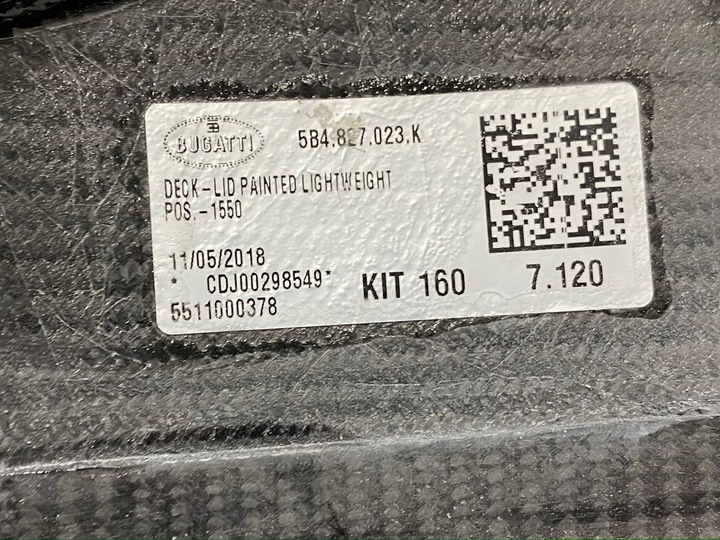 BUGATTI
5B4.827.023.K
DECK-LID PAINTED LIGHTWEIGHT
POS.-1550
11/05/2018
* CDJ00298549*
5511000378
KIT 160
7.120